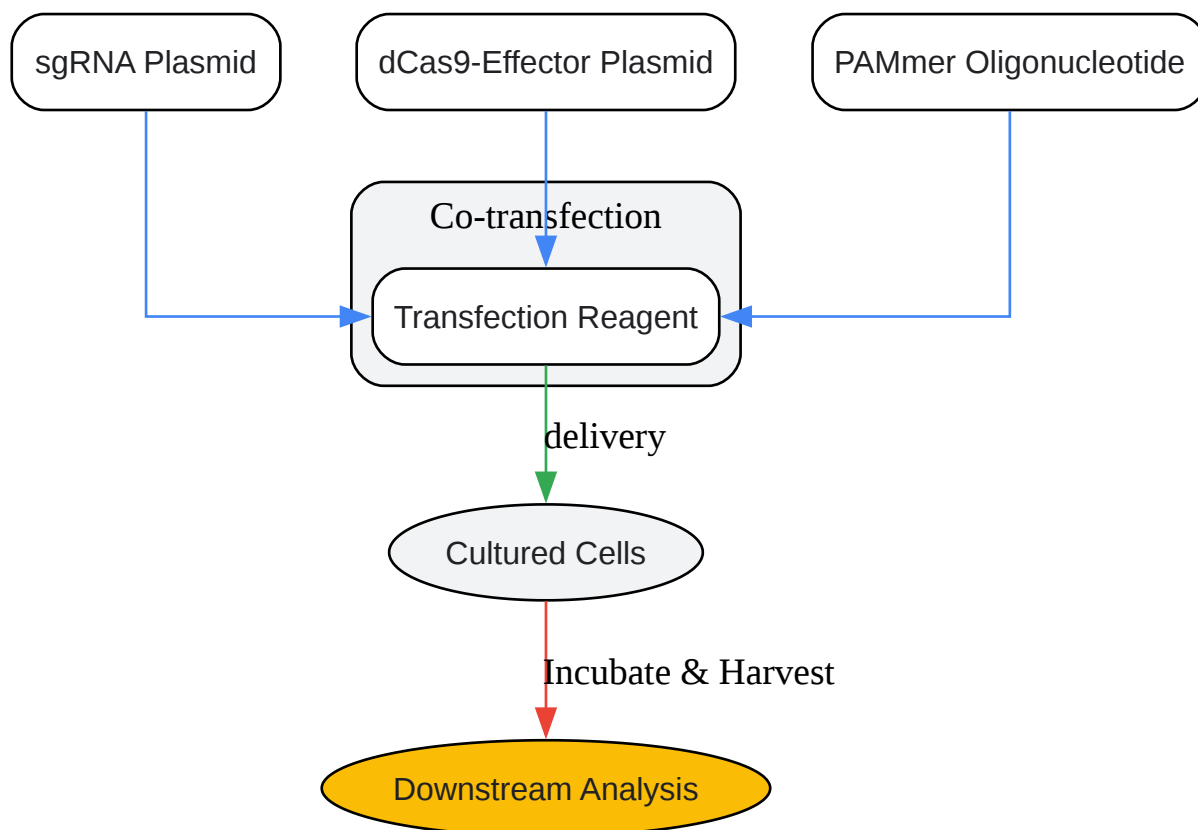 sgRNA Plasmid
dCas9-Effector Plasmid
PAMmer Oligonucleotide
Co-transfection
Transfection Reagent
delivery
Cultured Cells
Incubate & Harvest
Downstream Analysis